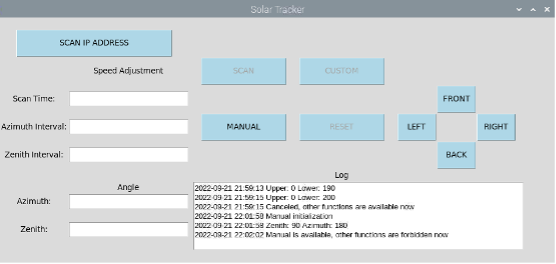 Solar Tracker
SCAN IP ADDRESS
Speed Adjustment
SCAN
CUSTOM
Scan Time:
FRONT
Azimuth Interval:
MANUAL
RESET
LEFT
RIGHT
Zenith Interval:
BACK
Log
Angle
Azimuth:
Zenith:
2022-09-21 21:59:13 Upper: 0 Lower: 190
2022-09-21 21:59:15 Upper: 0 Lower: 200
2022-09-21 21:59:15 Canceled, other functions are available now
2022-09-21 22:01:58 Manual initialization
2022-09-21 22:01:58 Zenith: 90 Azimuth: 180
2022-09-21 22:02:02 Manual is available, other functions are forbidden now